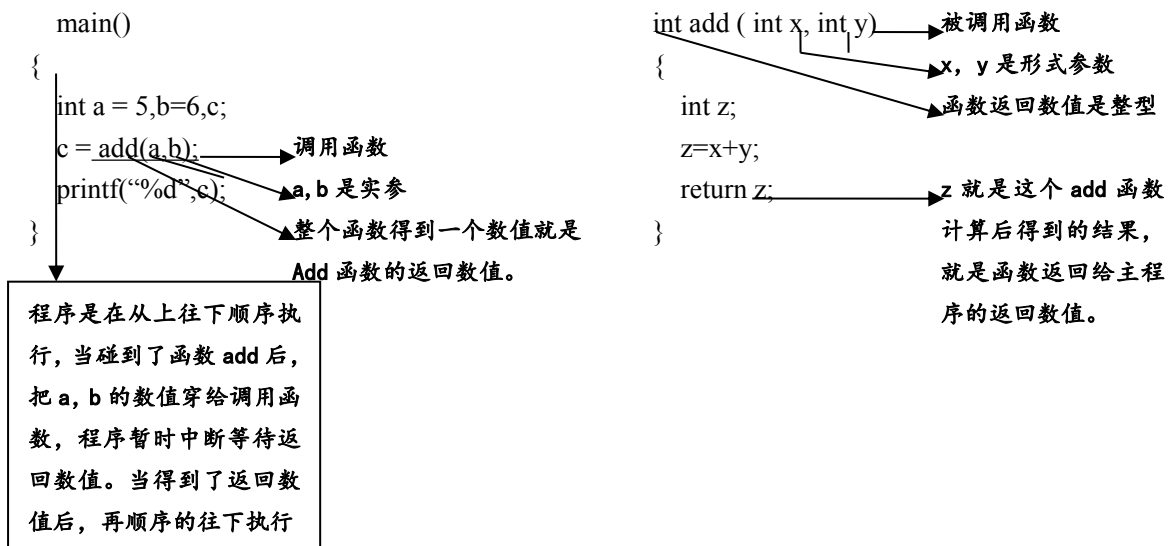 main()
{
int a = 5,b=6,c;
c = add(a,b);
printf(“%d”,c);
}
调用函数
a,b 是实参
整个函数得到一个数值就是
Add 函数的返回数值。
程序是在从上往下顺序执
行，当碰到了函数 add 后，
把 a，b 的数值穿给调用函
数，程序暂时中断等待返
回数值。当得到了返回数
值后，再顺序的往下执行
int add ( int x, int y)
{
int z;
z=x+y;
return z;
}
被调用函数
x，y 是形式参数
函数返回数值是整型
z 就是这个 add 函数
计算后得到的结果，
就是函数返回给主程
序的返回数值。